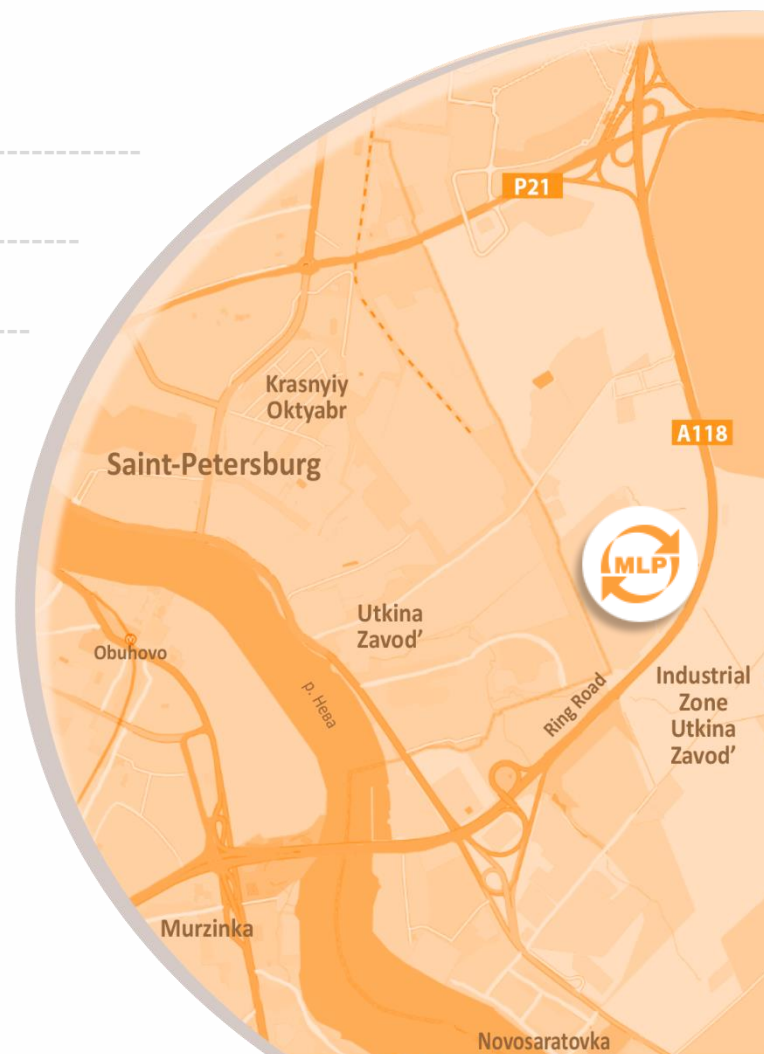 P21
Krasnyiy
Oktyabr
A118
Saint-Petersburg
MLP
Utkina
Zavod’
Obuhovo
Industrial
Zone
Utkina
Zavod’
р. Нева
Ring Road
Murzinka
Novosaratovka